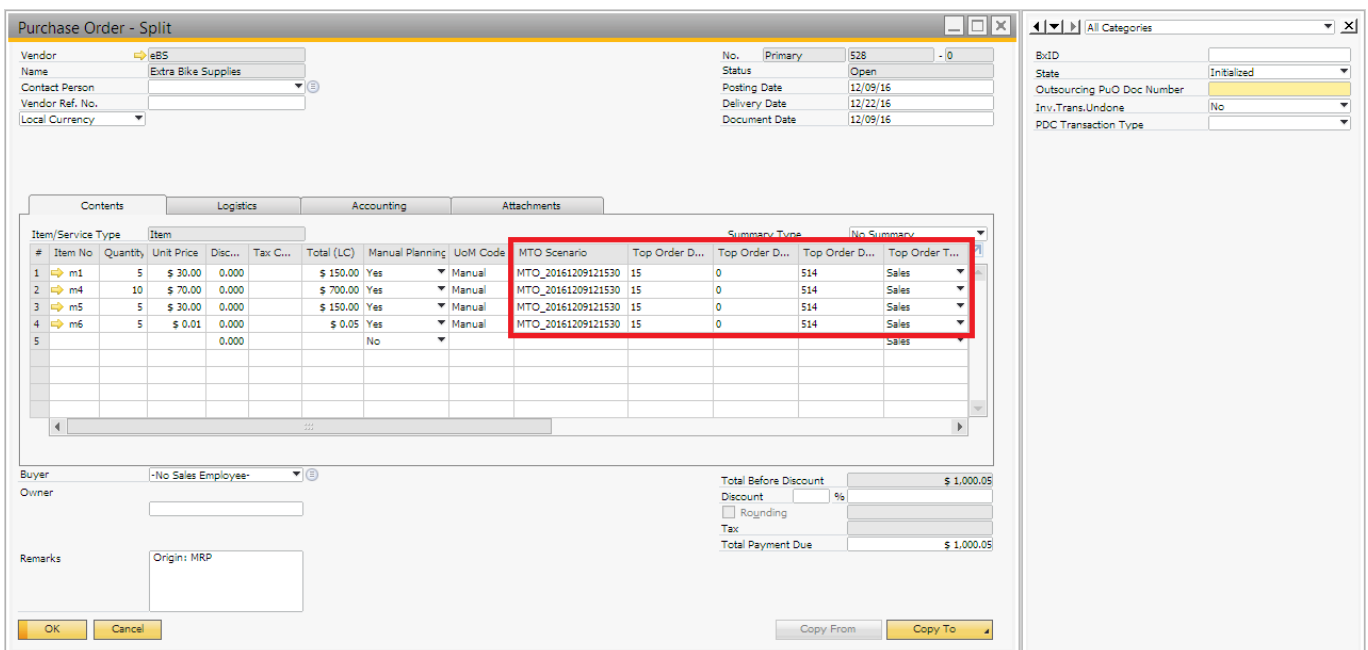 Purchase Order - Split
All Categories
Vendor eBS
Name Extra Bike Supplies
Contact Person
Vendor Ref. No.
Local Currency
No. Primary 528 - 0
Status Open
Posting Date 12/09/16
Delivery Date 12/22/16
Document Date 12/09/16
BxID
State Initialized
Outsourcing PuO Doc Number
Inv.Trans.Undone No
PDC Transaction Type
Contents Logistics Accounting Attachments
Item/Service Type Item Summary Type No Summary
# Item No Quantity Unit Price Disc... Tax C... Total (LC) Manual Planning UoM Code MTO Scenario Top Order D... Top Order D... Top Order D... Top Order T...
1 m1 5 $ 30.00 0.000 $ 150.00 Yes Manual MTO_20161209121530 15 0 514 Sales
2 m4 10 $ 70.00 0.000 $ 700.00 Yes Manual MTO_20161209121530 15 0 514 Sales
3 m5 5 $ 30.00 0.000 $ 150.00 Yes Manual MTO_20161209121530 15 0 514 Sales
4 m6 5 $ 0.01 0.000 $ 0.05 Yes Manual MTO_20161209121530 15 0 514 Sales
5 0.000 No Sales
Buyer -No Sales Employee-
Owner
Remarks Origin: MRP
Total Before Discount $ 1,000.05
Discount %
Rounding
Tax
Total Payment Due $ 1,000.05
OK Cancel Copy From Copy To